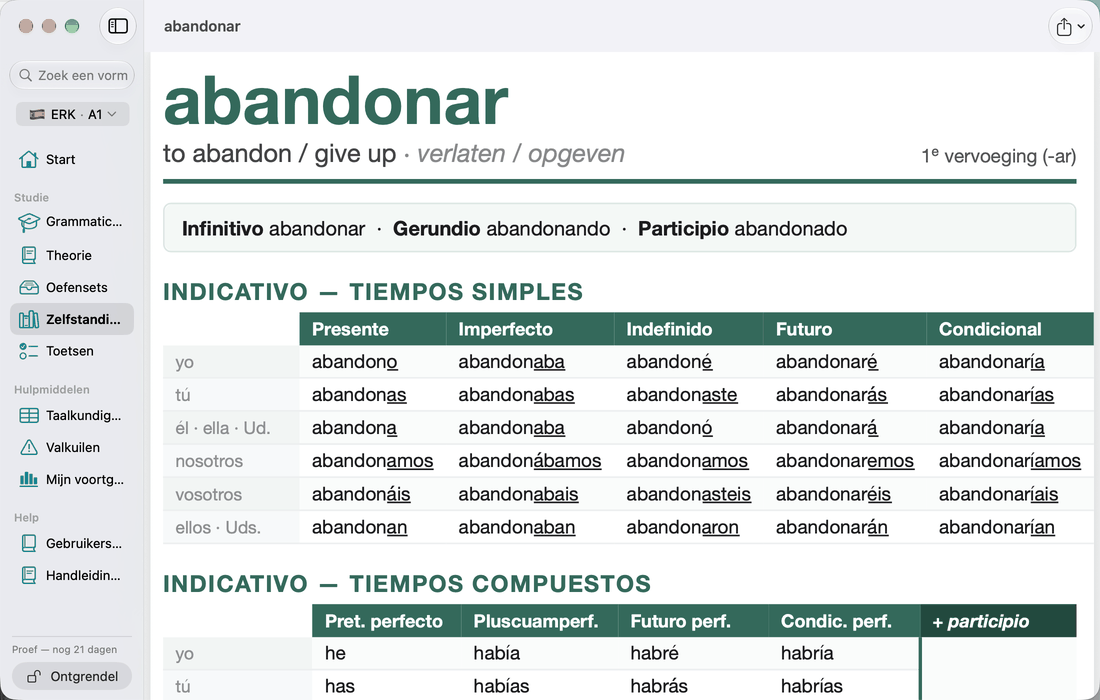 abandonar
Zoek een vorm
ERK · A1
Start
Studie
Grammatic...
Theorie
Oefensets
Zelfstandi...
Toetsen
Hulpmiddelen
Taalkundig...
Valkuilen
Mijn voortg...
Help
Gebruikers...
Handleidin...
Proef — nog 21 dagen
Ontgrendel
abandonar
to abandon / give up · verlaten / opgeven
1ᵉ vervoeging (-ar)
Infinitivo abandonar · Gerundio abandonando · Participio abandonado
INDICATIVO — TIEMPOS SIMPLES
Presente Imperfecto Indefinido Futuro Condicional
yo abandono abandonaba abandoné abandonaré abandonaría
tú abandonas abandonabas abandonaste abandonarás abandonarías
él · ella · Ud. abandona abandonaba abandonó abandonará abandonaría
nosotros abandonamos abandonábamos abandonamos abandonaremos abandonaríamos
vosotros abandonáis abandonabais abandonasteis abandonaréis abandonaríais
ellos · Uds. abandonan abandonaban abandonaron abandonarán abandonarían
INDICATIVO — TIEMPOS COMPUESTOS
Pret. perfecto Pluscuamperf. Futuro perf. Condic. perf. + participio
yo he había habré habría
tú has habías habrás habrías